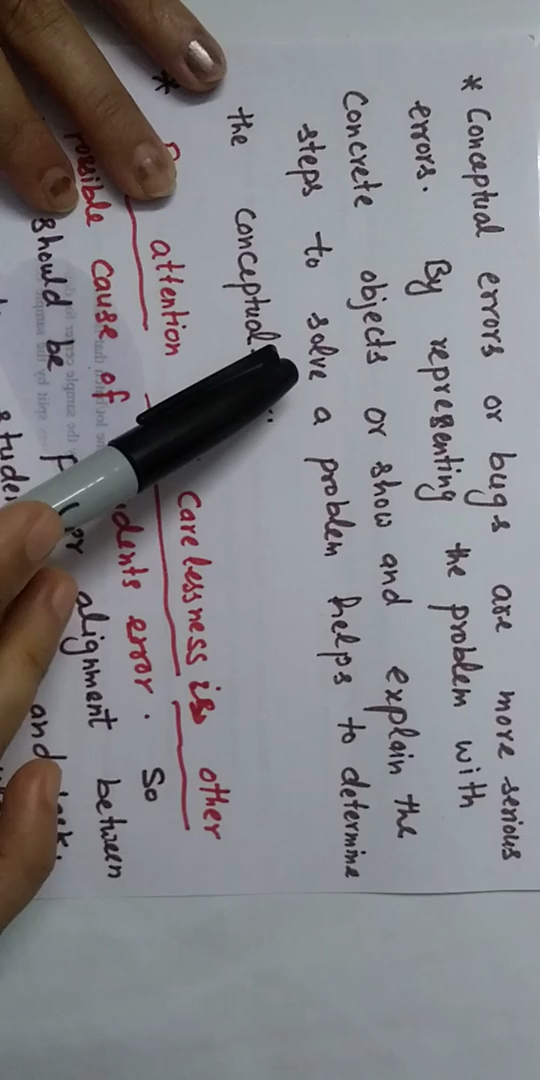 * Conceptual errors or bugs are more serious
errors. By representing the problem with
Concrete objects or show and explain the
steps to solve a problem helps to determine
the conceptual
* attention carelessness is other
possible cause of error. So
should be alignment between
and task.